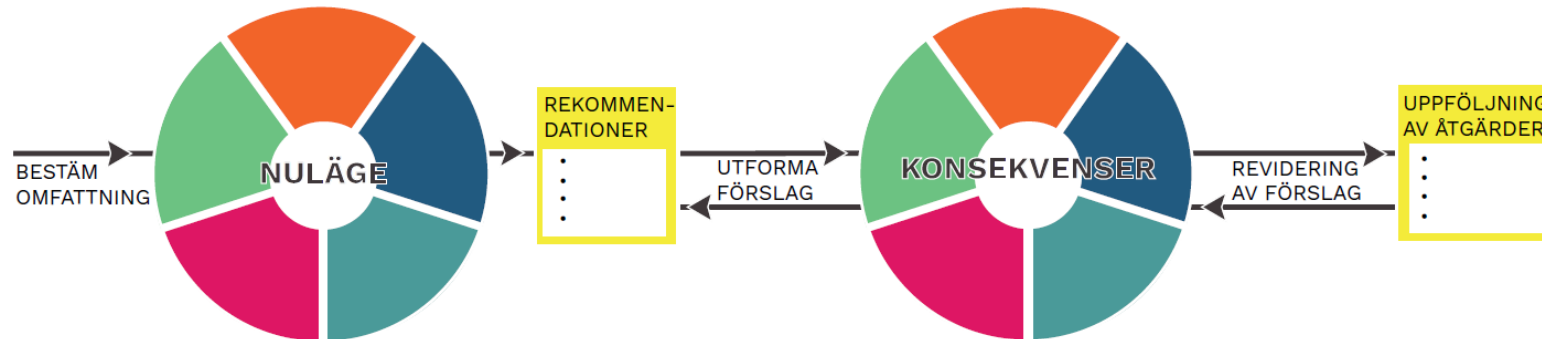 BESTÄM
OMFATTNING
NULÄGE
REKOMMEN-
DATIONER
UTFORMA
FÖRSLAG
KONSEKVENSER
REVIDERING
AV FÖRSLAG
UPPFÖLJNING
AV ÅTGÄRDER